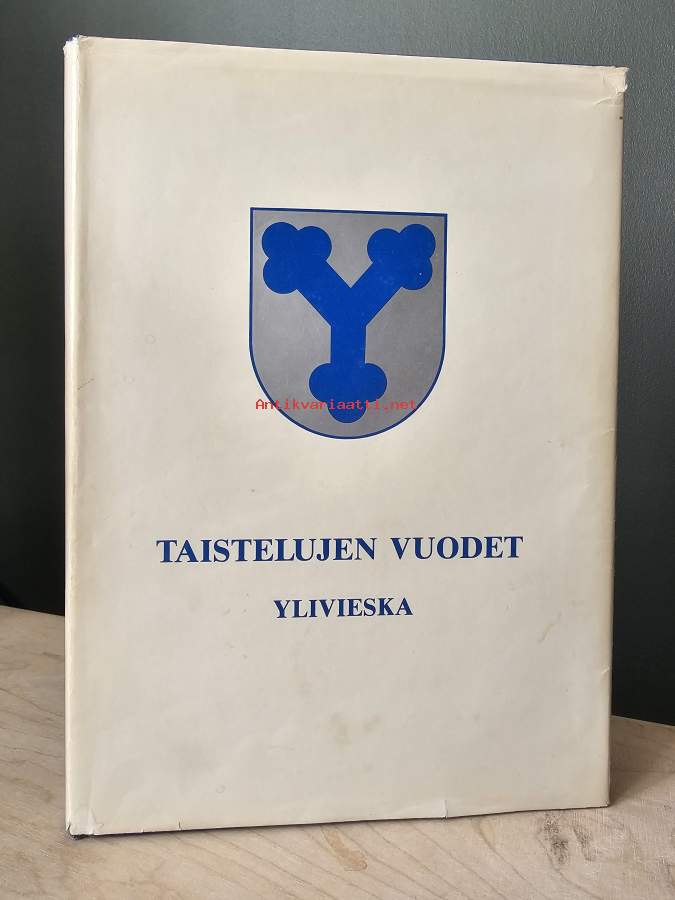 Antikvariaatti.net
TAISTELUJEN VUODET
YLIVIESKA